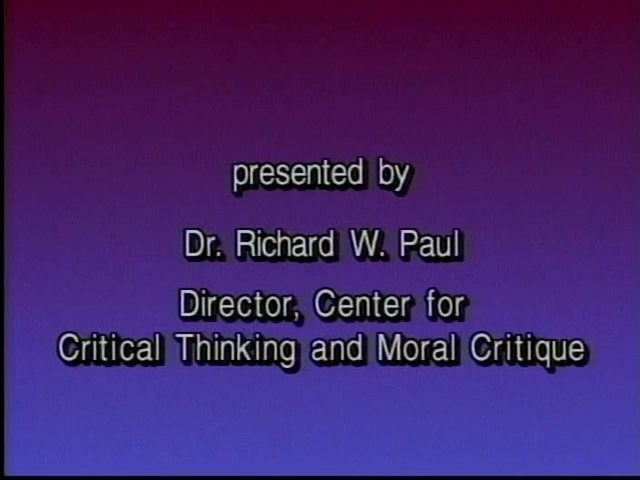 presented by
Dr. Richard W. Paul
Director, Center for
Critical Thinking and Moral Critique